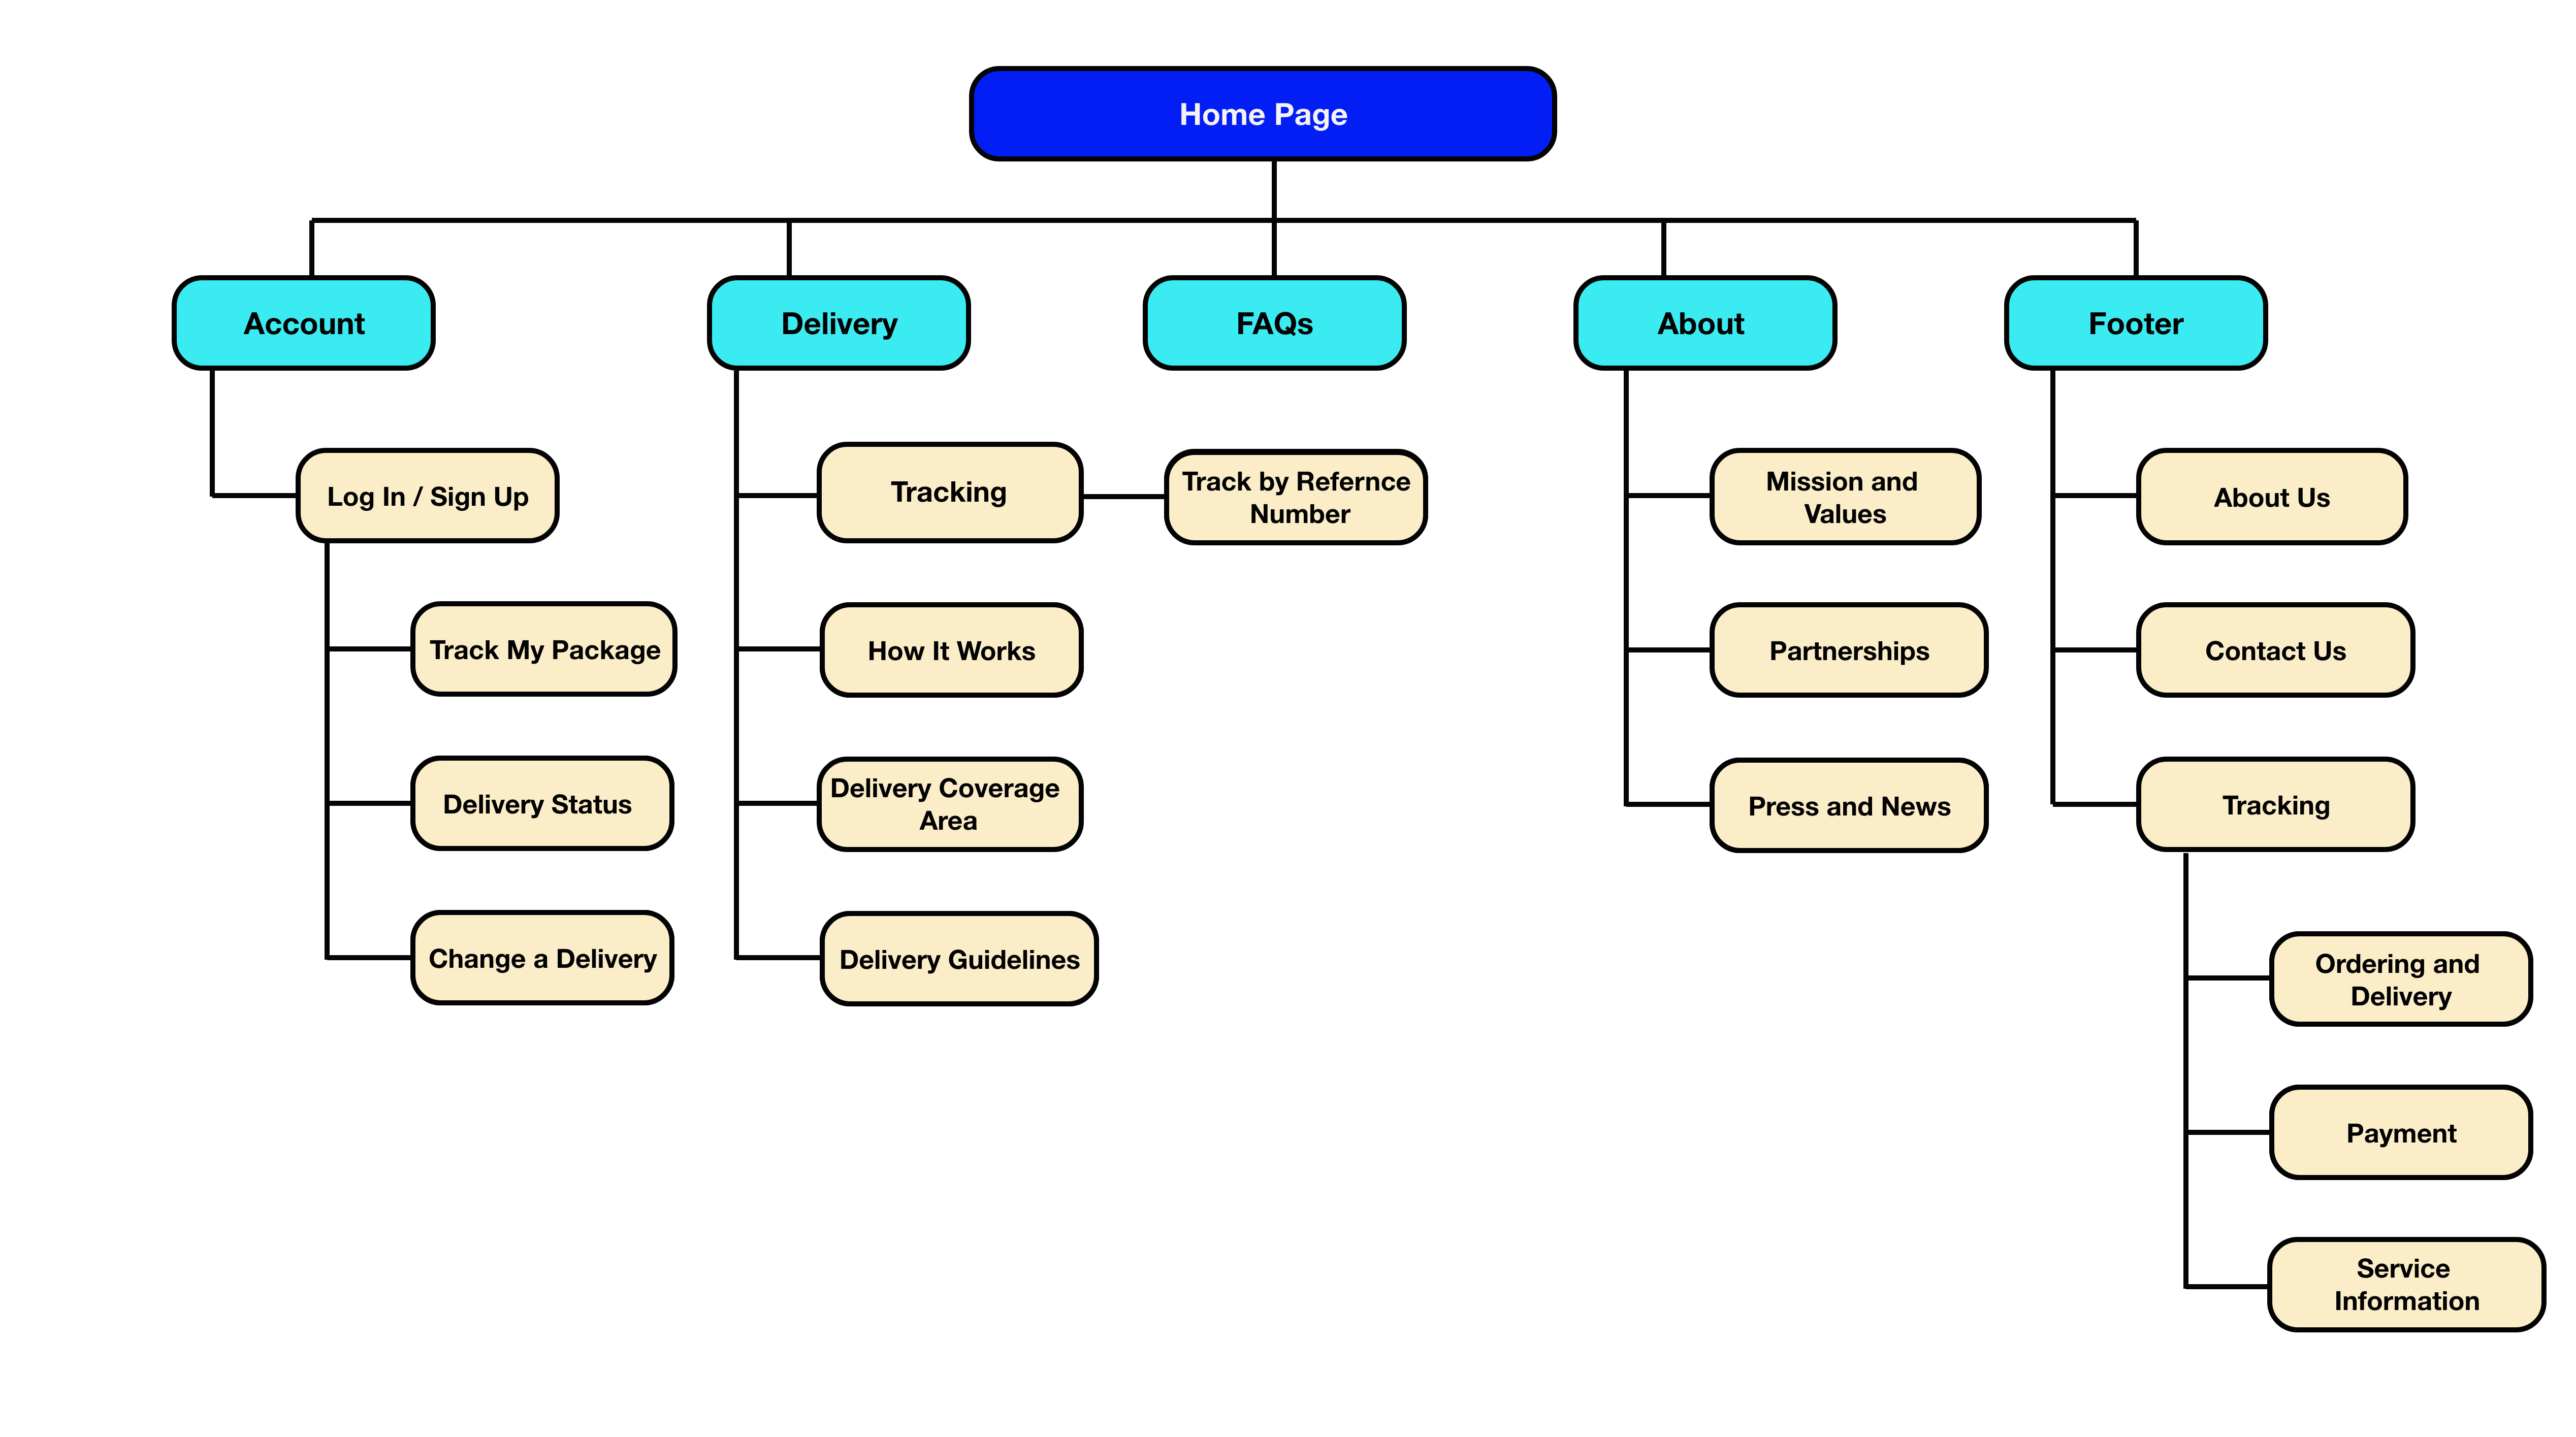 Home Page
Account
Delivery
FAQs
About
Footer
Log In / Sign Up
Tracking
Track by Refernce
Number
Mission and
Values
About Us
Track My Package
How It Works
Partnerships
Contact Us
Delivery Status
Delivery Coverage
Area
Press and News
Tracking
Change a Delivery
Delivery Guidelines
Ordering and
Delivery
Payment
Service
Information